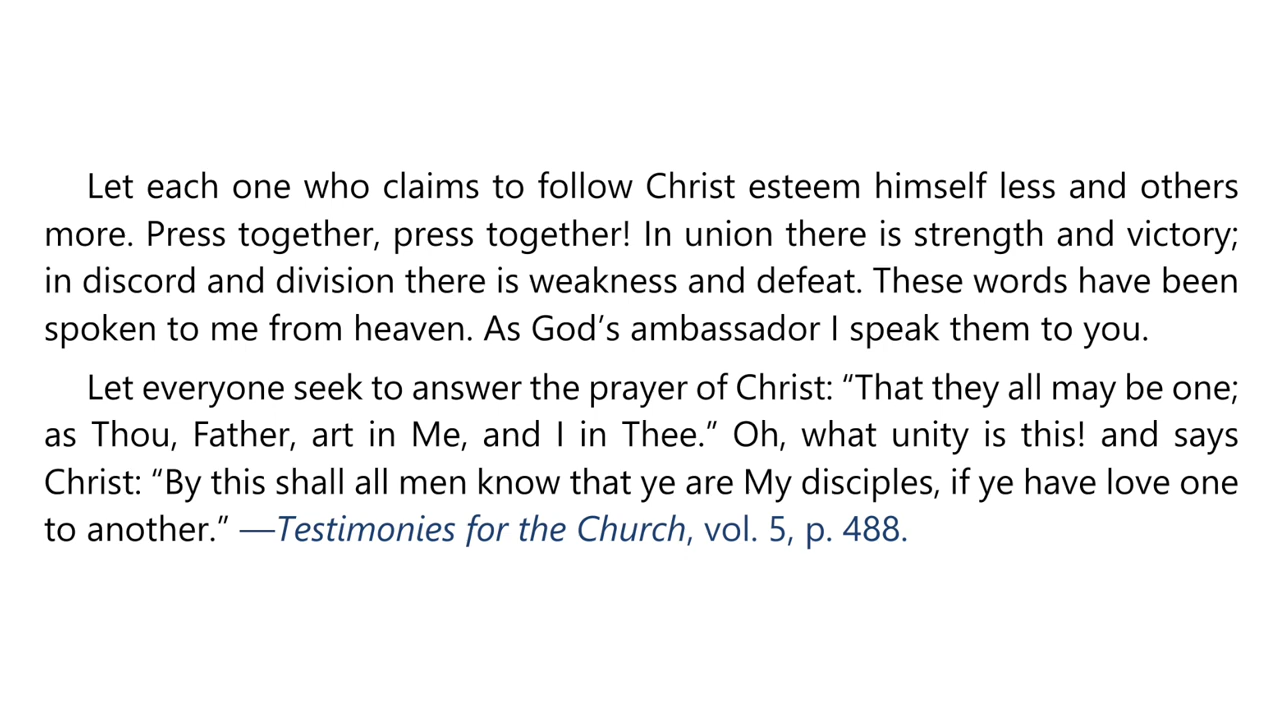 Let each one who claims to follow Christ esteem himself less and others
more. Press together, press together! In union there is strength and victory;
in discord and division there is weakness and defeat. These words have been
spoken to me from heaven. As God’s ambassador I speak them to you.
Let everyone seek to answer the prayer of Christ: “That they all may be one;
as Thou, Father, art in Me, and I in Thee.” Oh, what unity is this! and says
Christ: “By this shall all men know that ye are My disciples, if ye have love one
to another.” —Testimonies for the Church, vol. 5, p. 488.